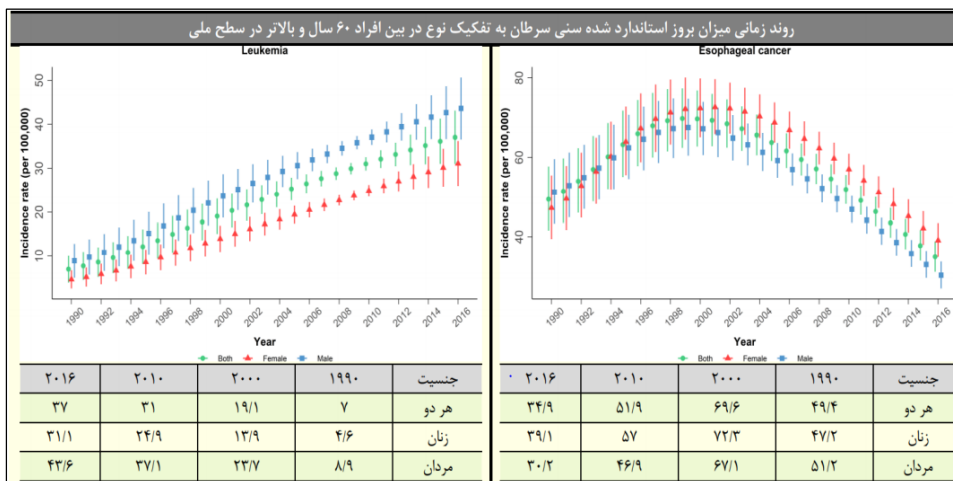 روند زمانی میزان بروز استاندارد شده سنی سرطان به تفکیک نوع در بین افراد ۶۰ سال و بالاتر در سطح ملی
Leukemia
Incidence rate (per 100,000)
50
40
30
20
10
1990 1992 1994 1996 1998 2000 2002 2004 2006 2008 2010 2012 2014 2016
Year
Both Female Male
جنسیت ۱۹۹۰ ۲۰۰۰ ۲۰۱۰ ۲۰۱۶
هر دو ۷ ۱۹/۱ ۳۱ ۳۷
زنان ۴/۶ ۱۳/۹ ۲۴/۹ ۳۱/۱
مردان ۸/۹ ۲۳/۷ ۳۷/۱ ۴۳/۶
Esophageal cancer
Incidence rate (per 100,000)
80
60
40
1990 1992 1994 1996 1998 2000 2002 2004 2006 2008 2010 2012 2014 2016
Year
Both Female Male
جنسیت ۱۹۹۰ ۲۰۰۰ ۲۰۱۰ ۲۰۱۶
هر دو ۴۹/۴ ۶۹/۶ ۵۱/۹ ۳۴/۹
زنان ۴۷/۲ ۷۲/۳ ۵۷ ۳۹/۱
مردان ۵۱/۲ ۶۷/۱ ۴۶/۹ ۳۰/۲